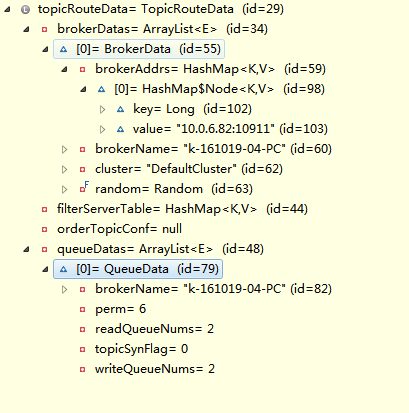 topicRouteData= TopicRouteData (id=29)
brokerDatas= ArrayList<E> (id=34)
[0]= BrokerData (id=55)
brokerAddrs= HashMap<K,V> (id=59)
[0]= HashMap$Node<K,V> (id=98)
key= Long (id=102)
value= "10.0.6.82:10911" (id=103)
brokerName= "k-161019-04-PC" (id=60)
cluster= "DefaultCluster" (id=62)
random= Random (id=63)
filterServerTable= HashMap<K,V> (id=44)
orderTopicConf= null
queueDatas= ArrayList<E> (id=48)
[0]= QueueData (id=79)
brokerName= "k-161019-04-PC" (id=82)
perm= 6
readQueueNums= 2
topicSynFlag= 0
writeQueueNums= 2